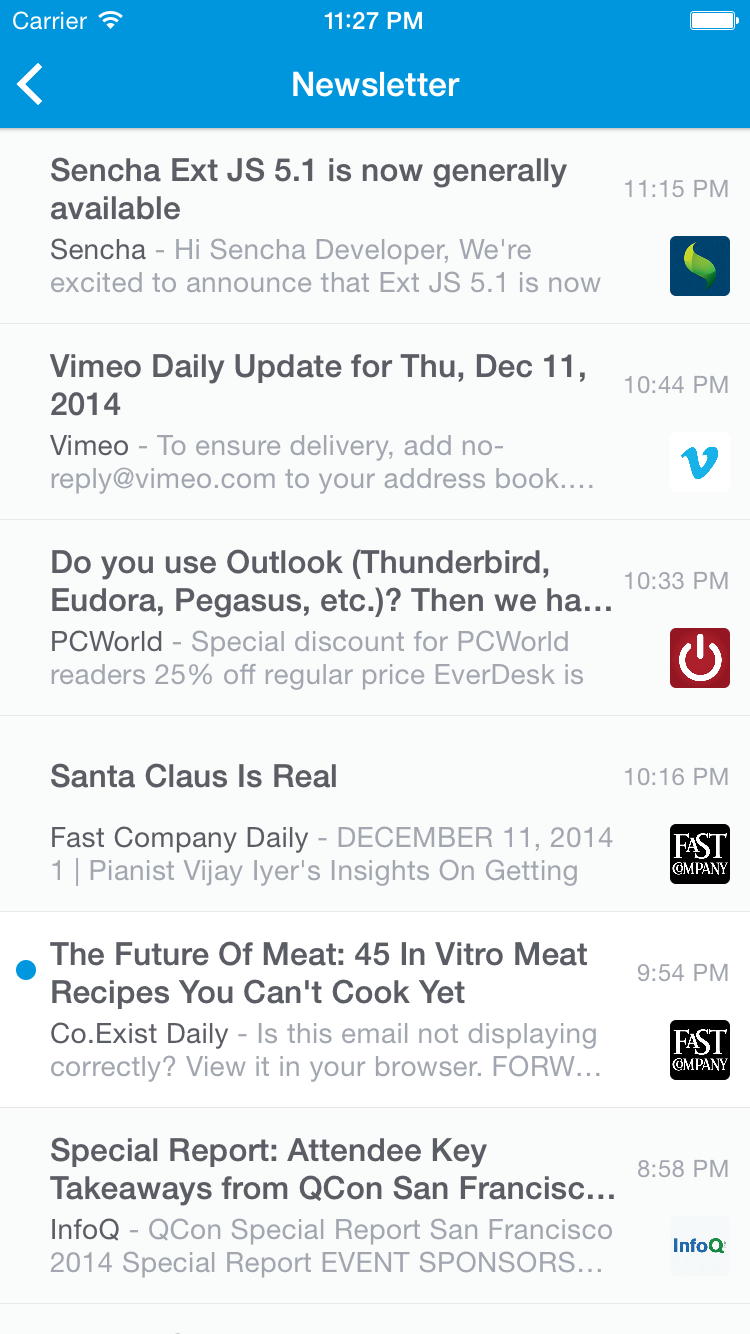 Carrier 11:27 PM
Newsletter
Sencha Ext JS 5.1 is now generally
available
11:15 PM
Sencha - Hi Sencha Developer, We're
excited to announce that Ext JS 5.1 is now
Vimeo Daily Update for Thu, Dec 11,
2014
10:44 PM
Vimeo - To ensure delivery, add no-
reply@vimeo.com to your address book....
Do you use Outlook (Thunderbird,
Eudora, Pegasus, etc.)? Then we ha...
10:33 PM
PCWorld - Special discount for PCWorld
readers 25% off regular price EverDesk is
Santa Claus Is Real
10:16 PM
Fast Company Daily - DECEMBER 11, 2014
1 | Pianist Vijay Iyer's Insights On Getting
FAST
COMPANY
The Future Of Meat: 45 In Vitro Meat
Recipes You Can't Cook Yet
9:54 PM
Co.Exist Daily - Is this email not displaying
correctly? View it in your browser. FORW...
FAST
COMPANY
Special Report: Attendee Key
Takeaways from QCon San Francisc...
8:58 PM
InfoQ - QCon Special Report San Francisco
2014 Special Report EVENT SPONSORS...
InfoQ